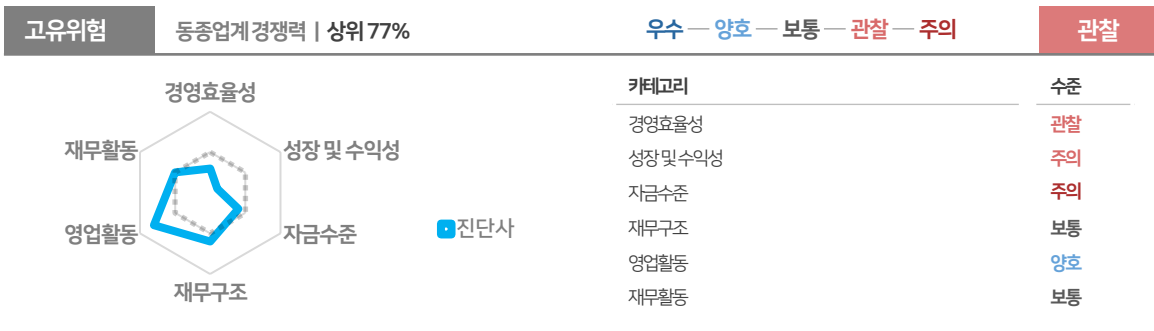 고유위험 동종업계 경쟁력 | 상위 77% 우수 — 양호 — 보통 — 관찰 — 주의 관찰
경영효율성
재무활동
성장 및 수익성
영업활동
자금수준
재무구조
진단사
카테고리 수준
경영효율성 관찰
성장 및 수익성 주의
자금수준 주의
재무구조 보통
영업활동 양호
재무활동 보통